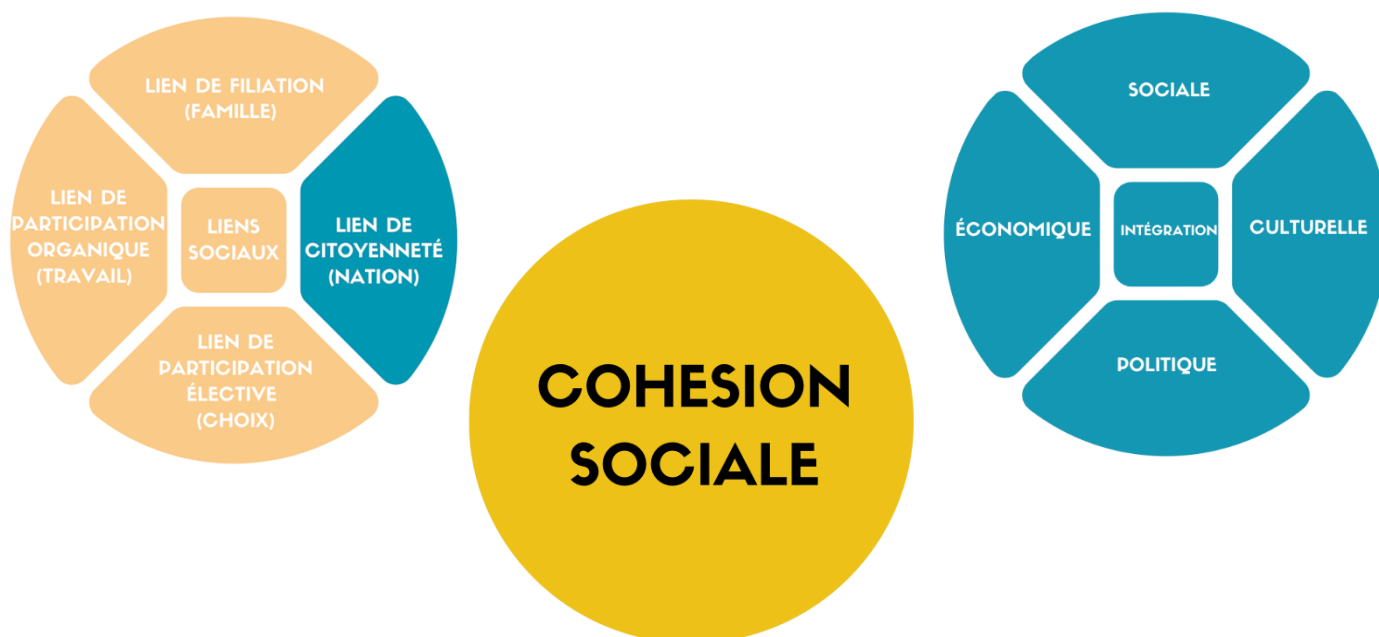 LIEN DE FILIATION
(FAMILLE)
LIEN DE
PARTICIPATION
ORGANIQUE
(TRAVAIL)
LIENS
SOCIAUX
LIEN DE
CITOYENNETÉ
(NATION)
LIEN DE
PARTICIPATION
ÉLECTIVE
(CHOIX)
COHESION
SOCIALE
SOCIALE
ÉCONOMIQUE
INTÉGRATION
CULTURELLE
POLITIQUE